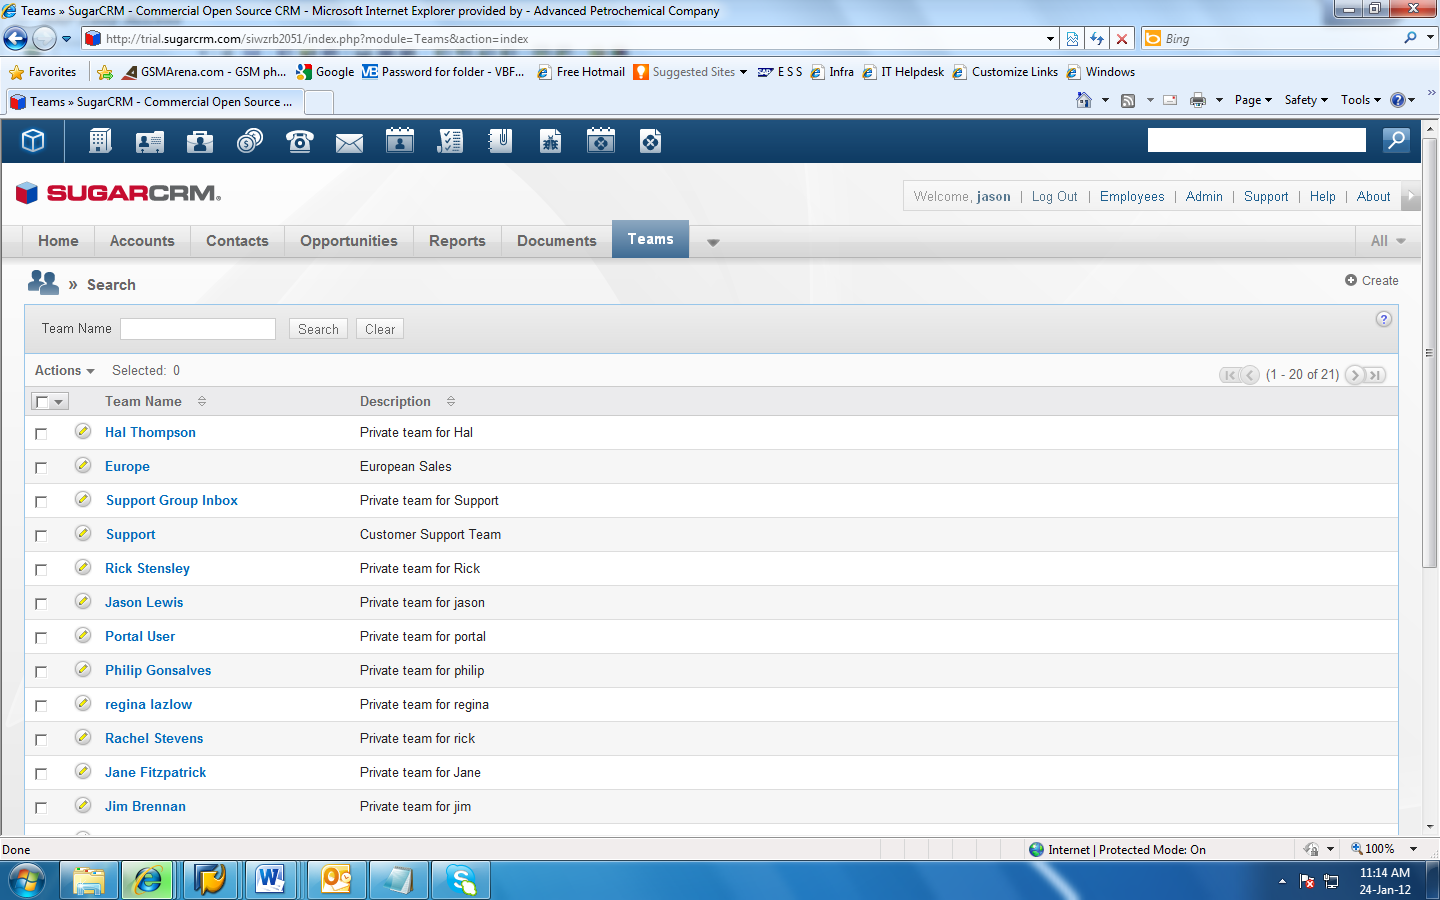 Teams » SugarCRM - Commercial Open Source CRM - Microsoft Internet Explorer provided by - Advanced Petrochemical Company
http://trial.sugarcrm.com/siwzrb2051/index.php?module=Teams&action=index
Bing
Favorites GSMArena.com - GSM ph... Google Password for folder - VBF... Free Hotmail Suggested Sites E S S Infra IT Helpdesk Customize Links Windows
Teams » SugarCRM - Commercial Open Source ... Page Safety Tools
SUGARCRM.
Welcome, jason | Log Out | Employees | Admin | Support | Help | About
Home Accounts Contacts Opportunities Reports Documents Teams All
» Search Create
Team Name Search Clear
Actions Selected: 0 (1 - 20 of 21)
Team Name Description
Hal Thompson Private team for Hal
Europe European Sales
Support Group Inbox Private team for Support
Support Customer Support Team
Rick Stensley Private team for Rick
Jason Lewis Private team for jason
Portal User Private team for portal
Philip Gonsalves Private team for philip
regina lazlow Private team for regina
Rachel Stevens Private team for rick
Jane Fitzpatrick Private team for Jane
Jim Brennan Private team for jim
Done Internet | Protected Mode: On 100%
11:14 AM
24-Jan-12